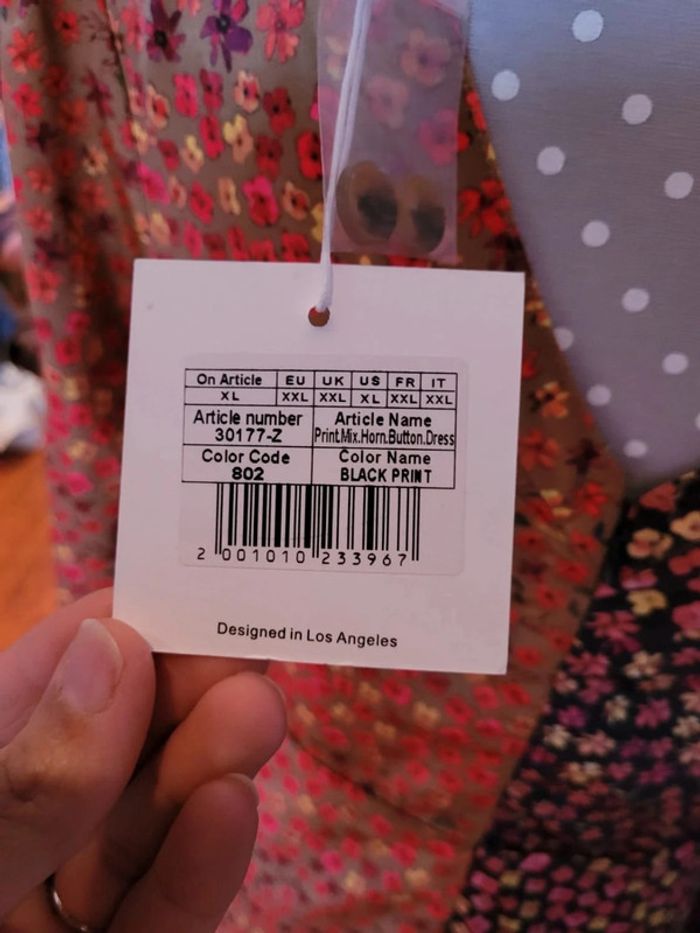 On Article EU UK US FR IT
XL XXL XXL XL XXL XXL
Article number Article Name
30177-Z Print.Mix.Horn.Button.Dress
Color Code Color Name
802 BLACK PRINT
2 001010 233967
Designed in Los Angeles